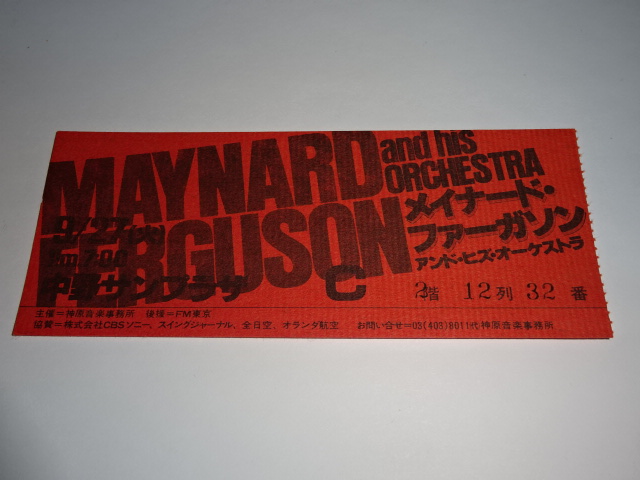 MAYNARD
FERGUSON
and his
ORCHESTRA
メイナード・
ファーガソン
アンド・ヒズ・オーケストラ
9/27(火)
P.m 7:00
中野サンプラザ
C 2階 12列 32番
主催=神原音楽事務所 後援=FM東京
協賛=株式会社CBSソニー、スイングジャーナル、全日空、オランダ航空 お問い合せ=03(403)8011代 神原音楽事務所